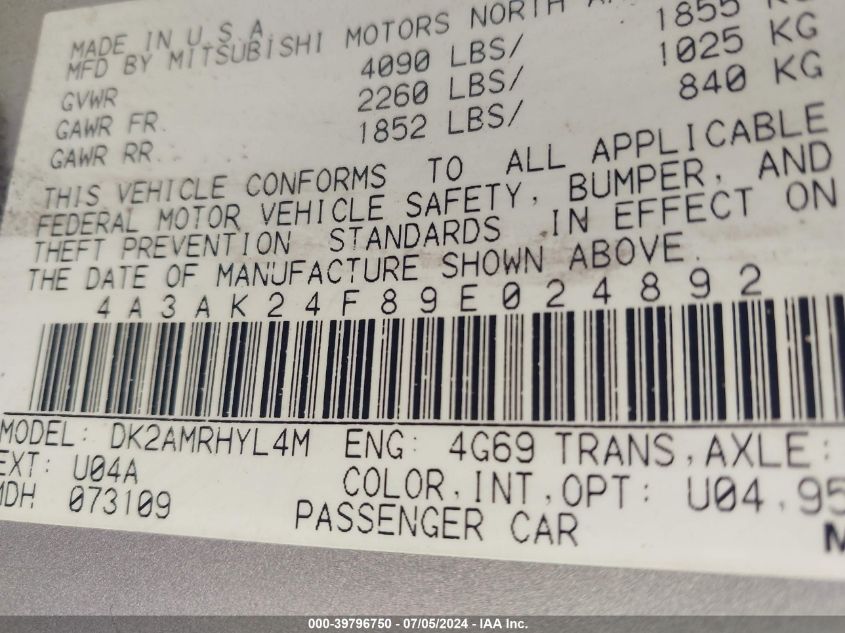 MADE IN U.S.A.
MFD BY MITSUBISHI MOTORS NORTH
GVWR 4090 LBS/ 1855
GAWR FR. 2260 LBS/ 1025 KG
GAWR RR. 1852 LBS/ 840 KG
THIS VEHICLE CONFORMS TO ALL APPLICABLE
FEDERAL MOTOR VEHICLE SAFETY, BUMPER, AND
THEFT PREVENTION STANDARDS IN EFFECT ON
THE DATE OF MANUFACTURE SHOWN ABOVE.
4A3AK24F89E024892
MODEL: DK2AMRHYL4M ENG: 4G69 TRANS,AXLE:
EXT: U04A COLOR,INT,OPT: U04,95
MDH 073109 PASSENGER CAR
000-39796750 - 07/05/2024 - IAA Inc.